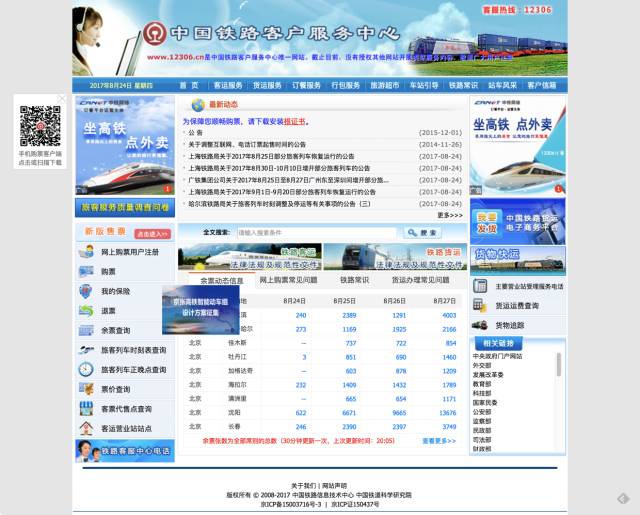 客服热线：12306
中国铁路客户服务中心
www.12306.cn是中国铁路客户服务中心唯一网站。截止目前，没有授权其他网站开展
2017年8月24日 星期四
首 页 客运服务 货运服务 订餐服务 行包服务 旅游超市 车站引导 铁路常识 站车风采 客户信箱
手机购票客户端
点击或扫描下载
坐高铁
点外卖
旅客服务质量调查问卷
最新动态
为保障您顺畅购票，请下载安装根证书。
公 告 (2015-12-01)
关于调整互联网、电话订票起售时间的公告 (2014-11-26)
上海铁路局关于2017年8月25日部分旅客列车恢复运行的公告 (2017-08-24)
上海铁路局关于2017年8月30日-10月10日增开部分旅客列车的公告 (2017-08-24)
广铁集团公司关于2017年8月25日至8月27日广州东至深圳间增开部分旅... (2017-08-24)
上海铁路局关于2017年9月1日-9月20日部分旅客列车恢复运行的公告 (2017-08-24)
哈尔滨铁路局关于旅客列车时刻调整及停运等有关事项的公告（三） (2017-08-24)
更多>>>
坐高铁 点外卖
我要发货
中国铁路货运
电子商务平台
货物快运
新版售票 点击进入>>
网上购票用户注册
购票
我的保险
退票
余票查询
旅客列车时刻表查询
旅客列车正晚点查询
票价查询
客票代售点查询
客运营业站站点
铁路客服中心电话
全文搜索： 请输入搜索条件 搜 索
铁路客运
法律法规及规范性文件
铁路货运
法律法规及规范性文件
余票动态信息 网上购票常见问题 铁路常识 货运办理常见问题
京张高铁智能动车组
设计方案征集
地 8月24日 8月25日 8月26日 8月27日
滨 240 2389 1291 4003
哈尔 273 1169 1925 2166
北京 佳木斯 -- 737 722 854
北京 牡丹江 3 851 690 1460
北京 加格达奇 -- 603 878 1209
北京 海拉尔 232 1409 1432 1789
北京 满洲里 -- 665 654 1171
北京 沈阳 622 6671 9665 13676
北京 长春 246 2390 2397 3749
余票张数为全部席别的总数（30分钟更新一次，上次更新时间：20:05） 查看更多>>
主要营业站受理服务电话
货运运费查询
货物追踪
相关链接
中央政府门户网站
外交部
发展改革委
教育部
科技部
国家民委
公安部
监察部
民政部
司法部
财政部
关于我们 | 网站声明
版权所有 © 2008-2017 中国铁路信息技术中心 中国铁道科学研究院
京ICP备15003716号-3 | 京ICP证150437号